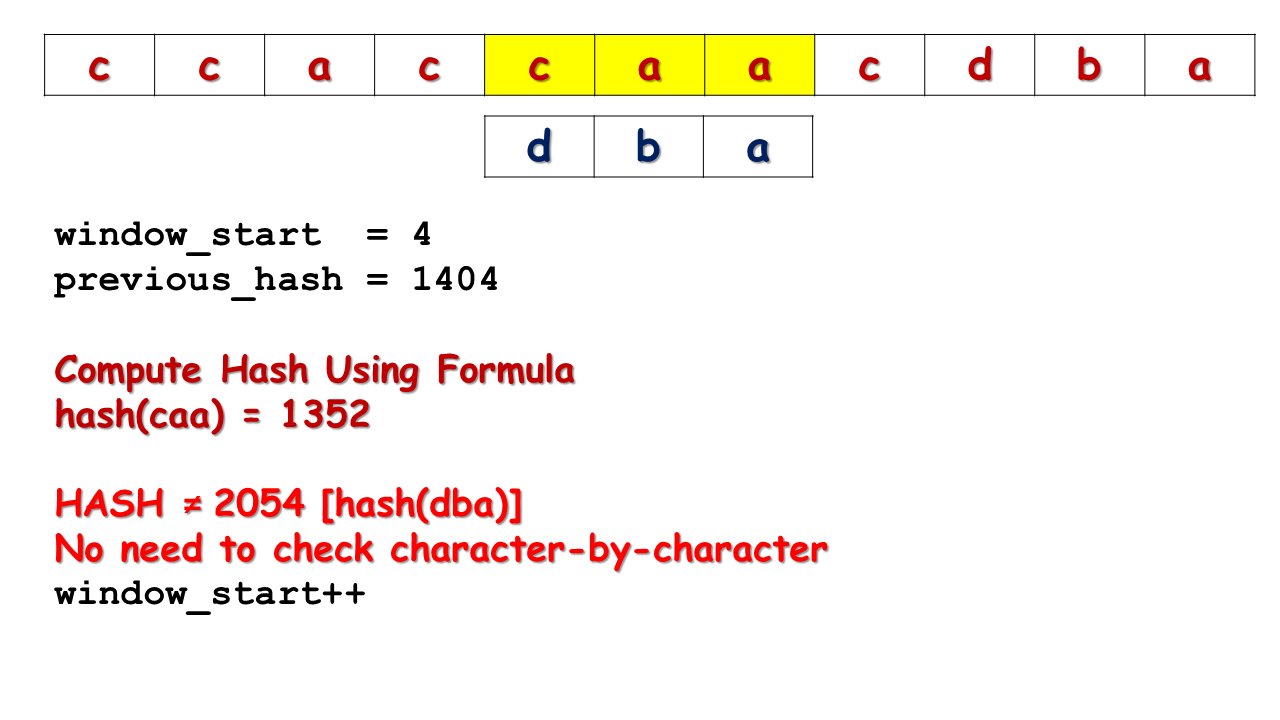 c c a c c a a c d b a
d b a
window_start = 4
previous_hash = 1404
Compute Hash Using Formula
hash(caa) = 1352
HASH ≠ 2054 [hash(dba)]
No need to check character-by-character
window_start++